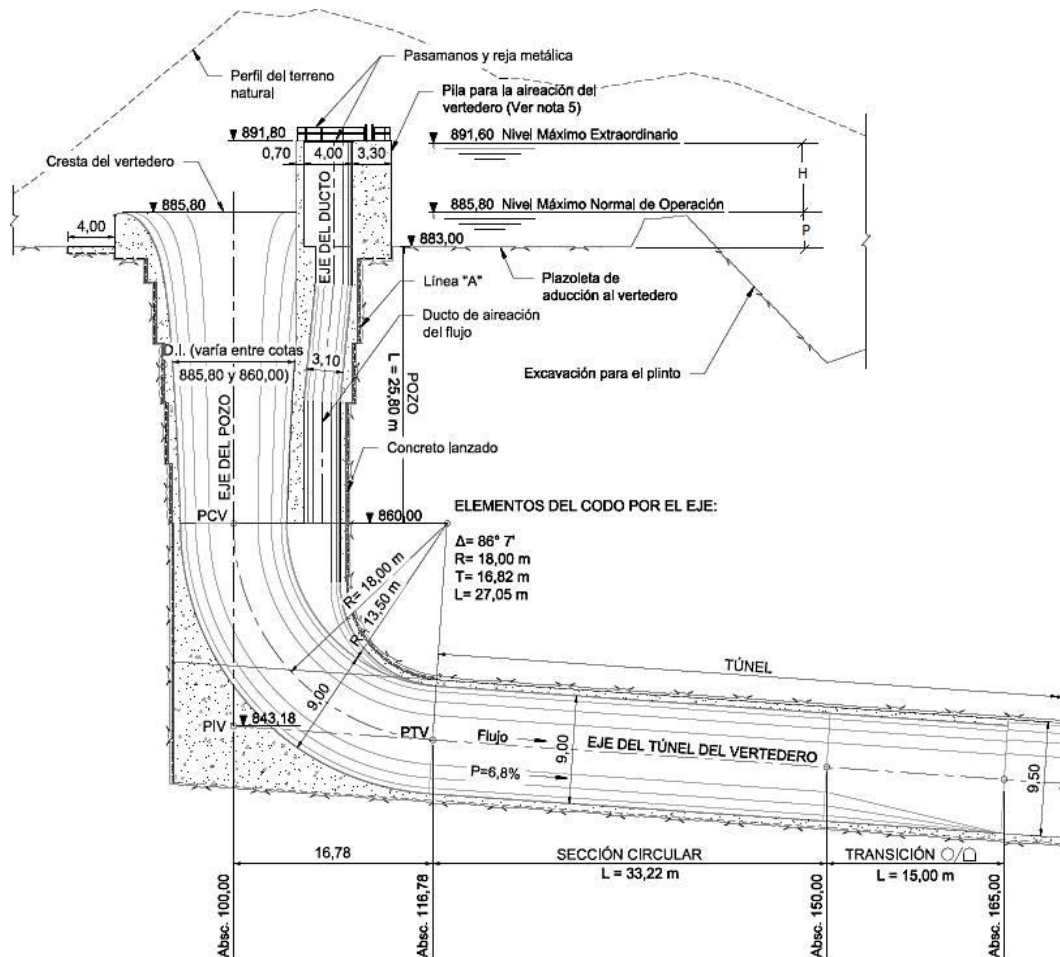 Pasamanos y reja metálica
Perfil del terreno
natural
Pila para la aireación del
vertedero (Ver nota 5)
891,80
891,60 Nivel Máximo Extraordinario
0,70
4,00
3,30
Cresta del vertedero
H
885,80
885,80 Nivel Máximo Normal de Operación
P
4,00
883,00
EJE DEL DUCTO
Línea "A"
Plazoleta de
aducción al vertedero
Ducto de aireación
del flujo
D.I. (varía entre cotas
885,80 y 860,00)
3,10
POZO
L = 25,80 m
Excavación para el plinto
EJE DEL POZO
Concreto lanzado
PCV
860,00
ELEMENTOS DEL CODO POR EL EJE:
Δ= 86° 7'
R= 18,00 m
T= 16,82 m
L= 27,05 m
R= 18,00 m
R= 13,50 m
TÚNEL
9,00
PIV
843,18
PTV
Flujo
9,00
EJE DEL TÚNEL DEL VERTEDERO
P=6,8%
9,50
16,78
SECCIÓN CIRCULAR
L = 33,22 m
TRANSICIÓN
L = 15,00 m
Absc. 100,00
Absc. 116,78
Absc. 150,00
Absc. 165,00